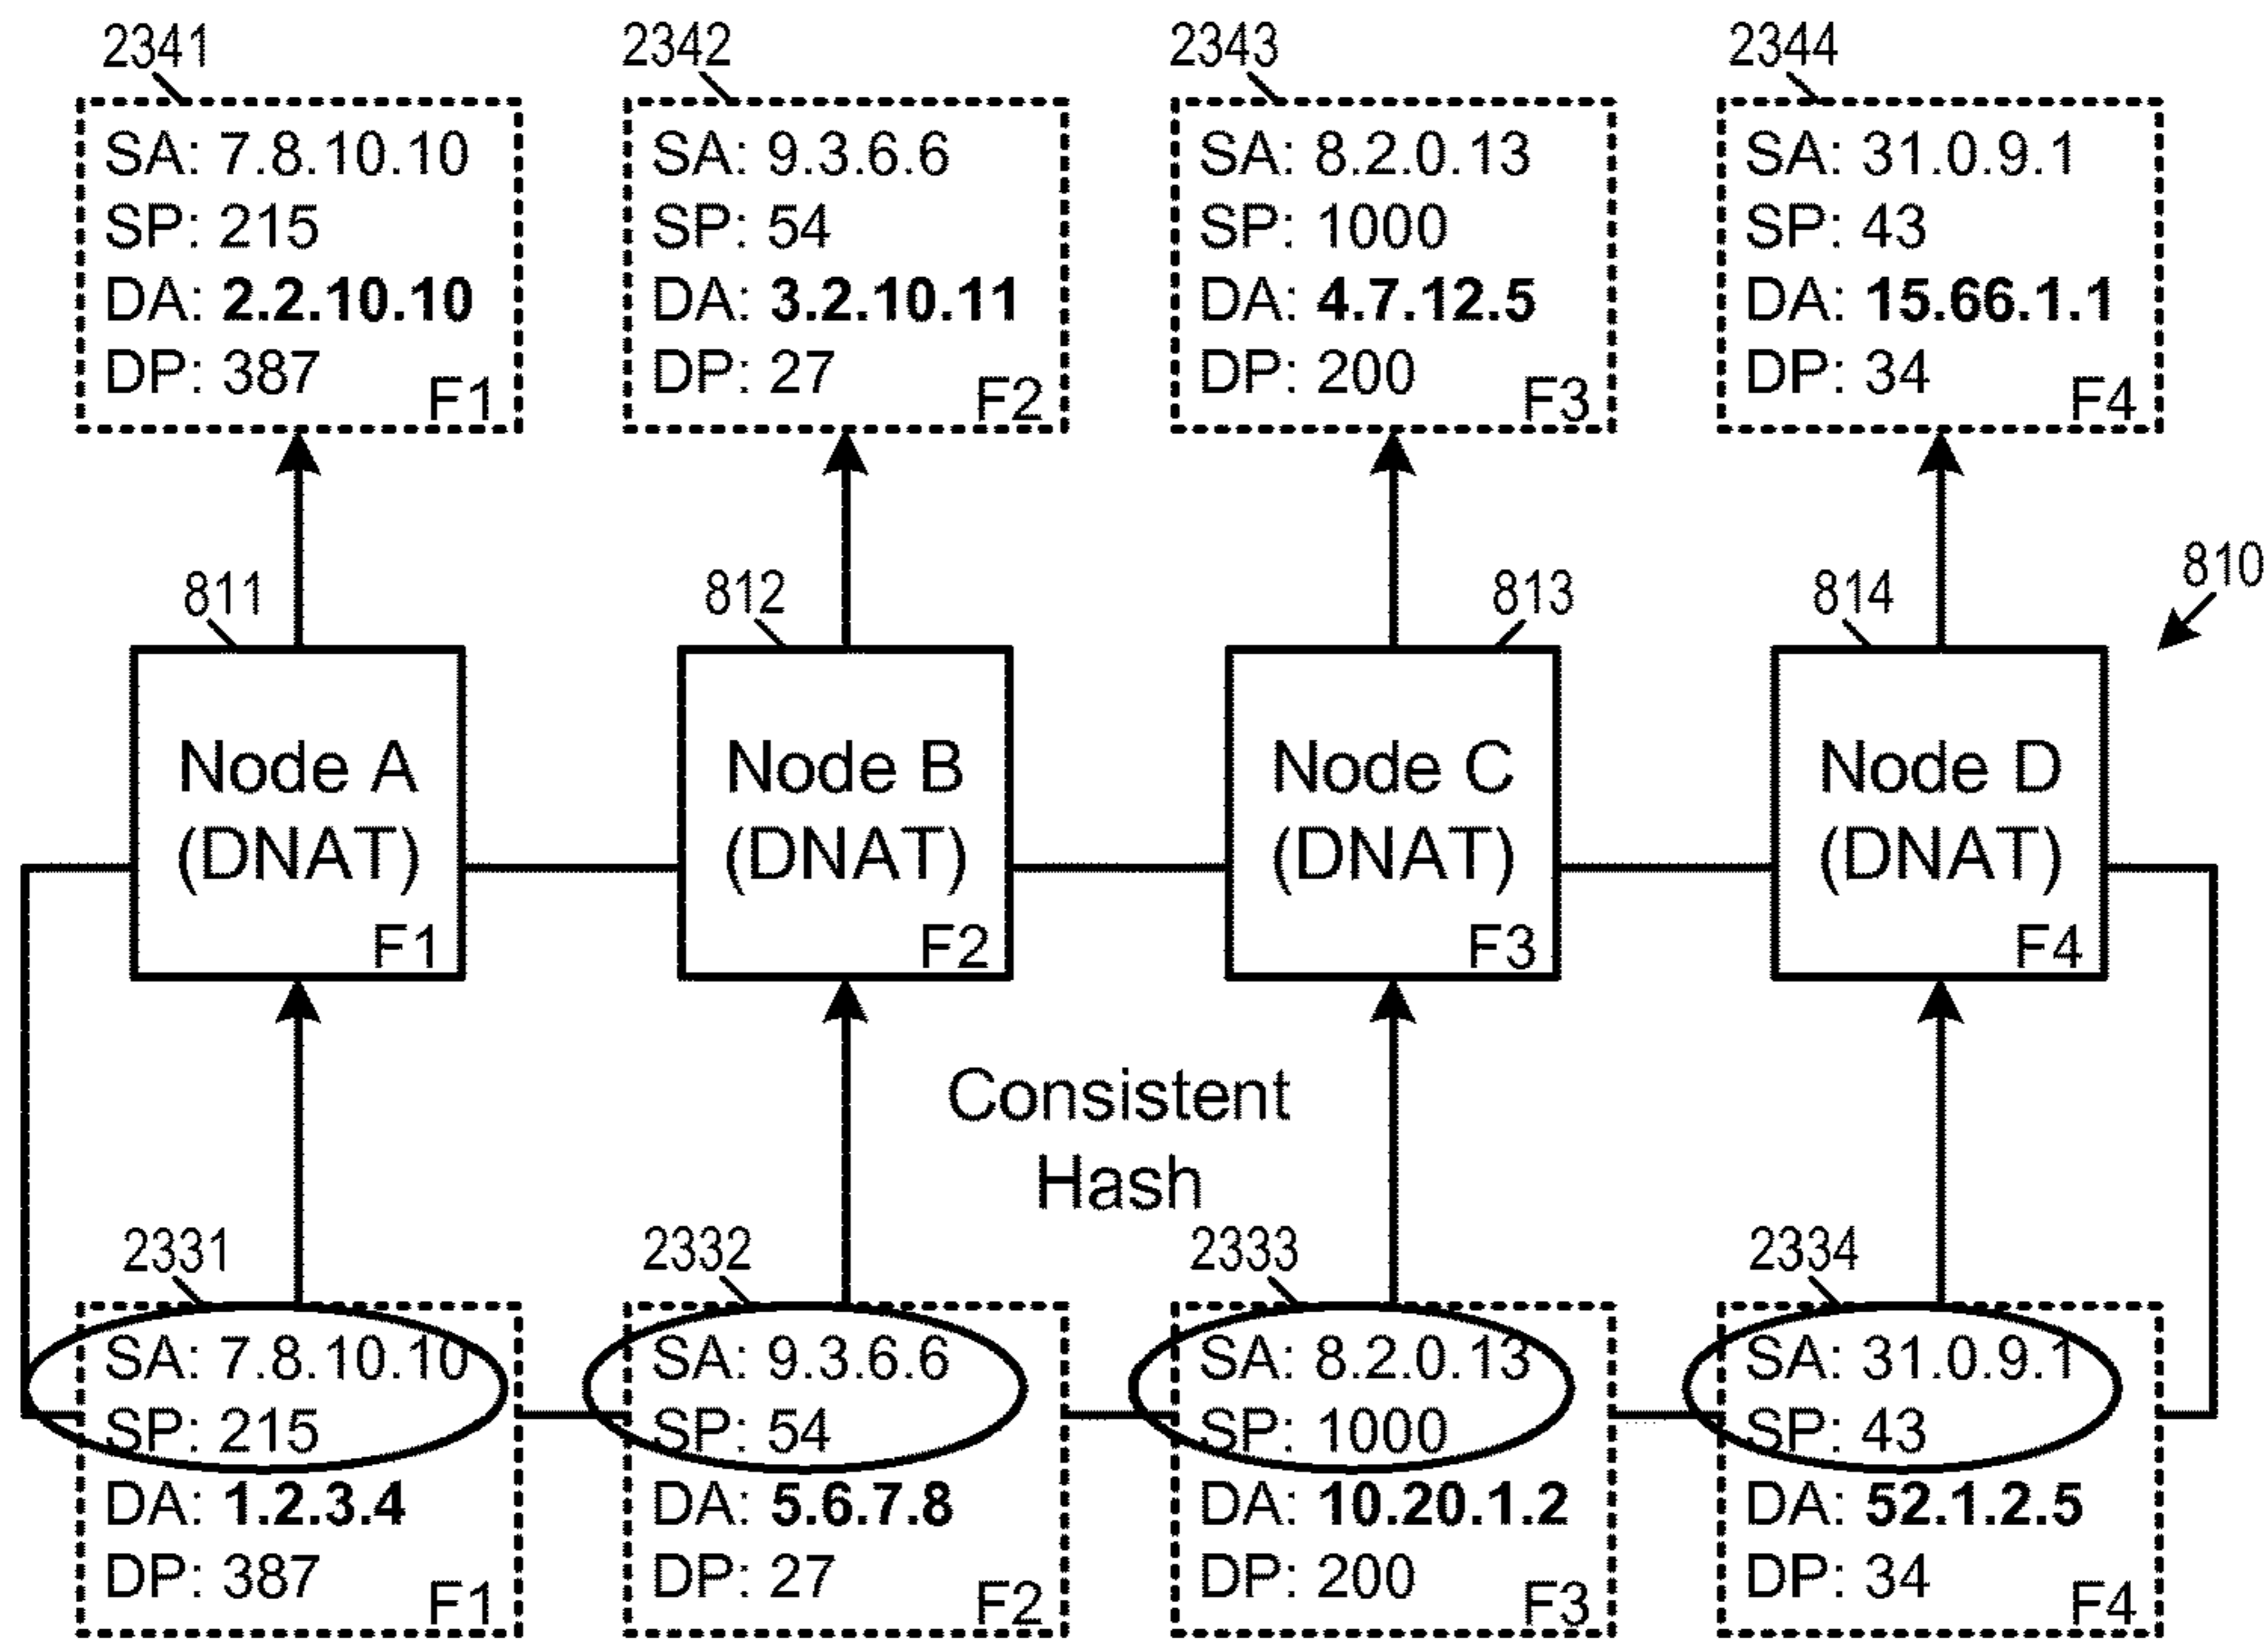 2341
SA: 7.8.10.10
SP: 215
DA: 2.2.10.10
DP: 387
F1
2342
SA: 9.3.6.6
SP: 54
DA: 3.2.10.11
DP: 27
F2
2343
SA: 8.2.0.13
SP: 1000
DA: 4.7.12.5
DP: 200
F3
2344
SA: 31.0.9.1
SP: 43
DA: 15.66.1.1
DP: 34
F4
810
811
Node A
(DNAT)
F1
812
Node B
(DNAT)
F2
813
Node C
(DNAT)
F3
814
Node D
(DNAT)
F4
Consistent
Hash
2331
SA: 7.8.10.10
SP: 215
DA: 1.2.3.4
DP: 387
F1
2332
SA: 9.3.6.6
SP: 54
DA: 5.6.7.8
DP: 27
F2
2333
SA: 8.2.0.13
SP: 1000
DA: 10.20.1.2
DP: 200
F3
2334
SA: 31.0.9.1
SP: 43
DA: 52.1.2.5
DP: 34
F4